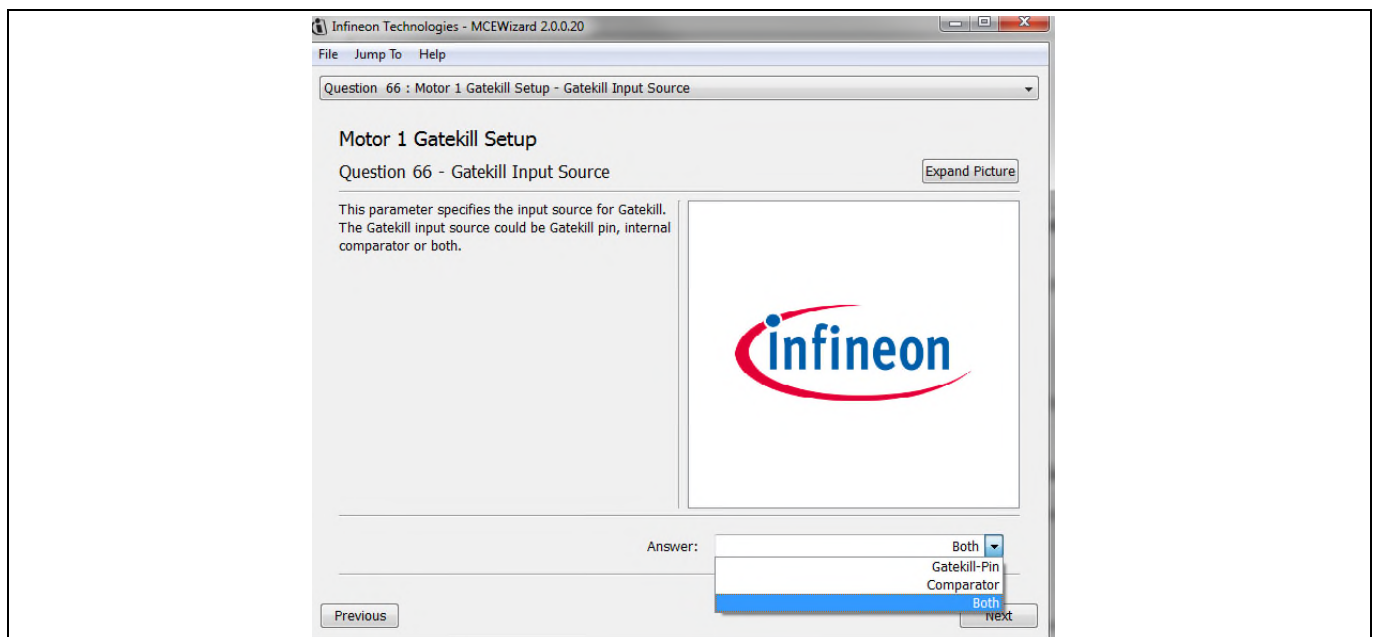 Infineon Technologies - MCEWizard 2.0.0.20
File Jump To Help
Question 66 : Motor 1 Gatekill Setup - Gatekill Input Source
Motor 1 Gatekill Setup
Question 66 - Gatekill Input Source
Expand Picture
This parameter specifies the input source for Gatekill.
The Gatekill input source could be Gatekill pin, internal
comparator or both.
infineon
Answer:
Both
Gatekill-Pin
Comparator
Both
Previous
Next